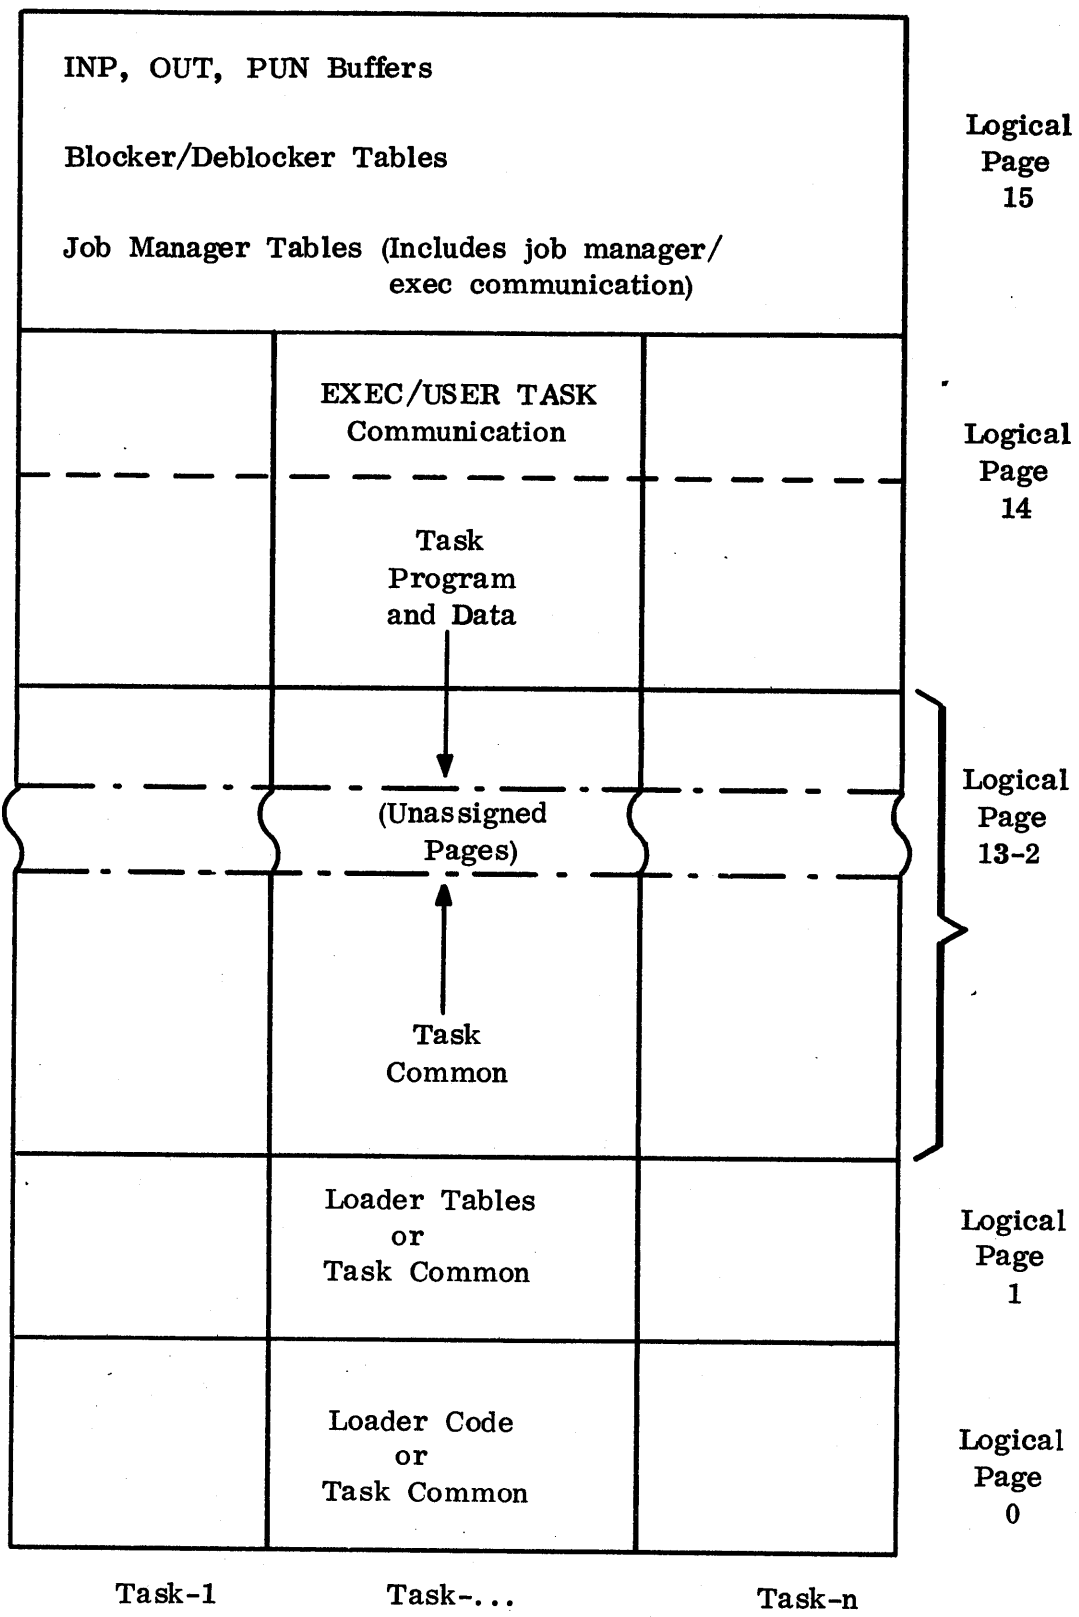 INP, OUT, PUN Buffers
Blocker/Deblocker Tables
Job Manager Tables (Includes job manager/
exec communication)
Logical
Page
15
EXEC/USER TASK
Communication
Logical
Page
14
Task
Program
and Data
(Unassigned
Pages)
Logical
Page
13-2
Task
Common
Loader Tables
or
Task Common
Logical
Page
1
Loader Code
or
Task Common
Logical
Page
0
Task-1
Task-...
Task-n